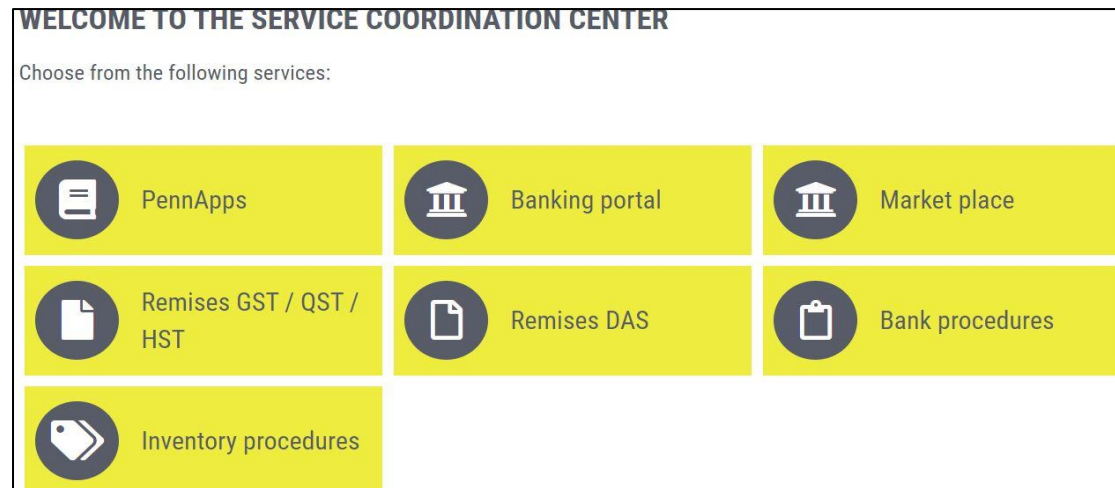 WELCOME TO THE SERVICE COORDINATION CENTER
Choose from the following services:
PennApps
Banking portal
Market place
Remises GST / QST /
HST
Remises DAS
Bank procedures
Inventory procedures